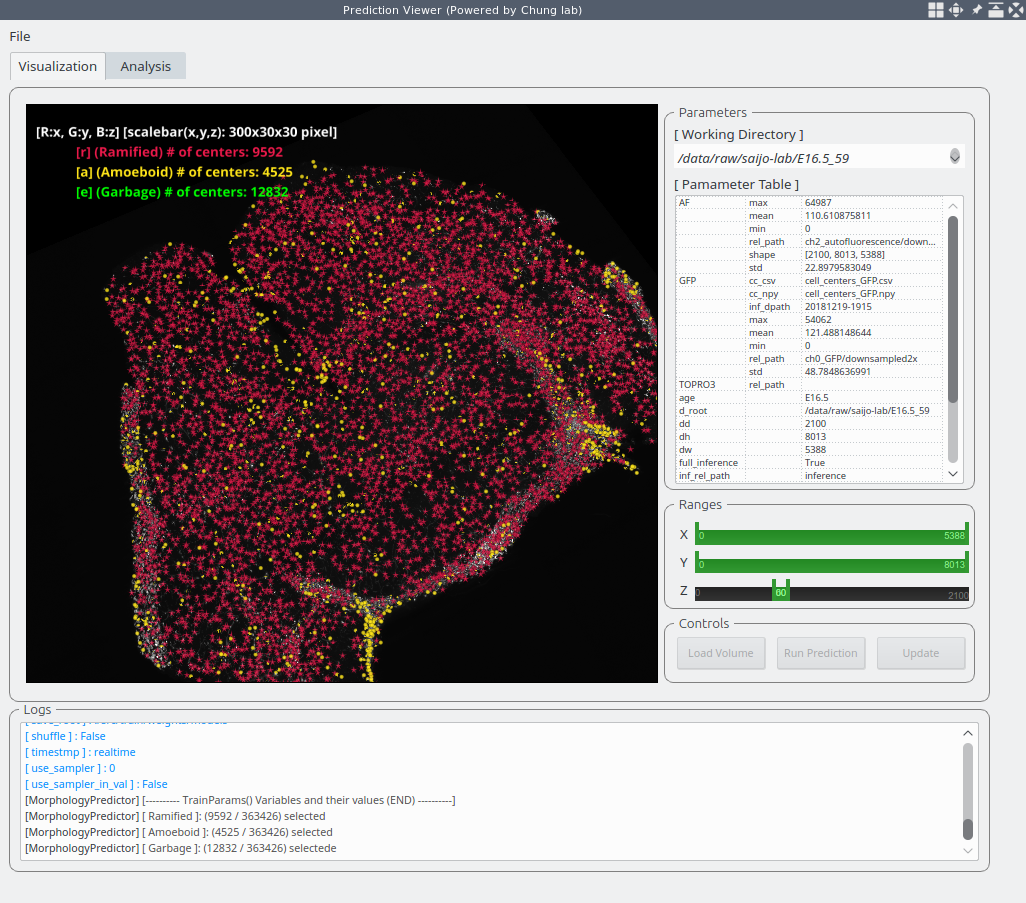 Prediction Viewer (Powered by Chung lab)
File
Visualization Analysis
[R:x, G:y, B:z] [scalebar(x,y,z): 300x30x30 pixel]
[r] (Ramified) # of centers: 9592
[a] (Amoeboid) # of centers: 4525
[e] (Garbage) # of centers: 12832
Parameters
[ Working Directory ]
/data/raw/saijo-lab/E16.5_59
[ Pamameter Table ]
AF max 64987
mean 110.610875811
min 0
rel_path ch2_autofluorescence/down...
shape [2100, 8013, 5388]
std 22.8979583049
GFP cc_csv cell_centers_GFP.csv
cc_npy cell_centers_GFP.npy
inf_dpath 20181219-1915
max 54062
mean 121.488148644
min 0
rel_path ch0_GFP/downsampled2x
std 48.7848636991
TOPRO3 rel_path
age E16.5
d_root /data/raw/saijo-lab/E16.5_59
dd 2100
dh 8013
dw 5388
full_inference True
inf_rel_path inference
Ranges
X 0 5388
Y 0 8013
Z 0 60 2100
Controls
Load Volume Run Prediction Update
Logs
[ shuffle ] : False
[ timestmp ] : realtime
[ use_sampler ] : 0
[ use_sampler_in_val ] : False
[MorphologyPredictor] [---------- TrainParams() Variables and their values (END) ----------]
[MorphologyPredictor] [ Ramified ]: (9592 / 363426) selected
[MorphologyPredictor] [ Amoeboid ]: (4525 / 363426) selected
[MorphologyPredictor] [ Garbage ]: (12832 / 363426) selectede